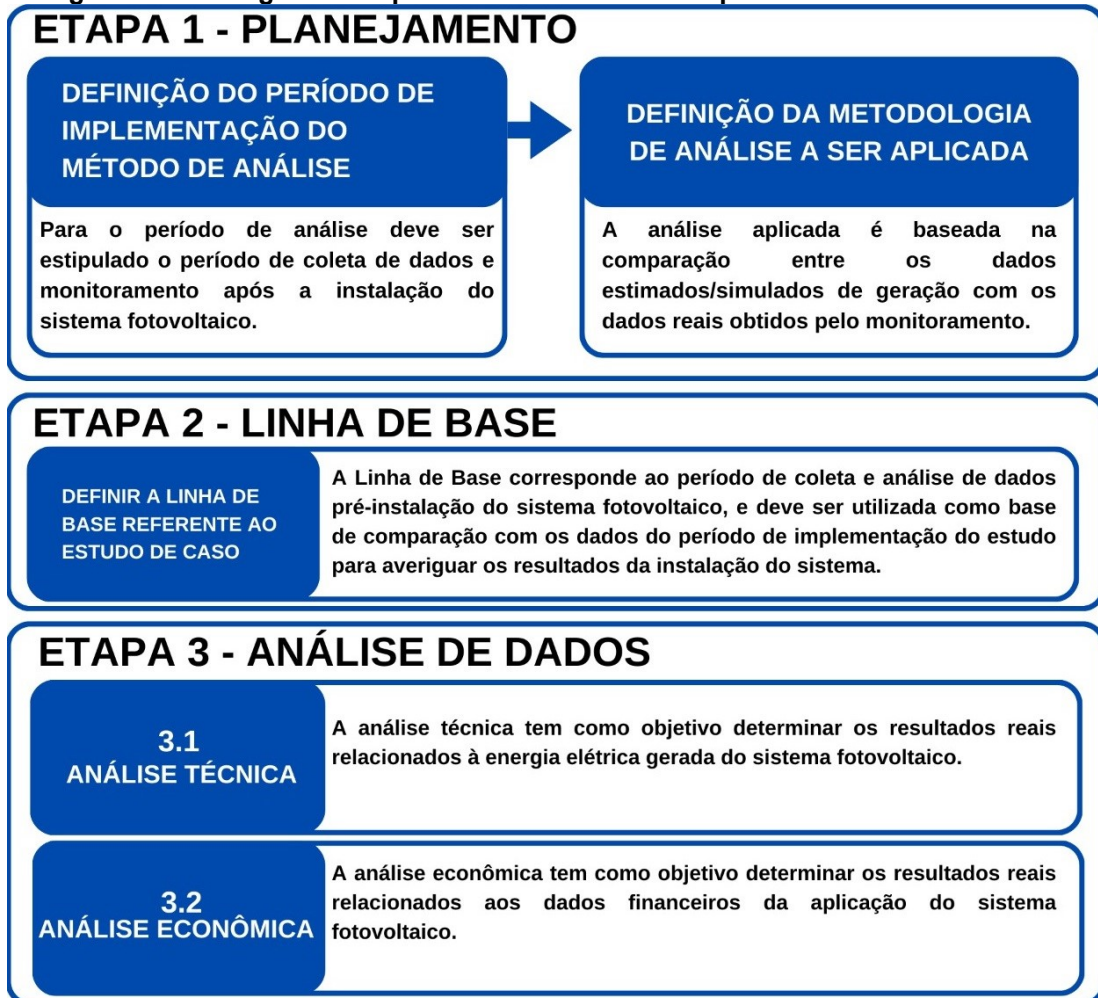 ETAPA 1 - PLANEJAMENTO
DEFINIÇÃO DO PERÍODO DE
IMPLEMENTAÇÃO DO
MÉTODO DE ANÁLISE
Para o período de análise deve ser
estipulado o período de coleta de dados e
monitoramento após a instalação do
sistema fotovoltaico.
DEFINIÇÃO DA METODOLOGIA
DE ANÁLISE A SER APLICADA
A análise aplicada é baseada na
comparação entre os dados
estimados/simulados de geração com os
dados reais obtidos pelo monitoramento.
ETAPA 2 - LINHA DE BASE
DEFINIR A LINHA DE
BASE REFERENTE AO
ESTUDO DE CASO
A Linha de Base corresponde ao período de coleta e análise de dados
pré-instalação do sistema fotovoltaico, e deve ser utilizada como base
de comparação com os dados do período de implementação do estudo
para averiguar os resultados da instalação do sistema.
ETAPA 3 - ANÁLISE DE DADOS
3.1
ANÁLISE TÉCNICA
A análise técnica tem como objetivo determinar os resultados reais
relacionados à energia elétrica gerada do sistema fotovoltaico.
3.2
ANÁLISE ECONÔMICA
A análise econômica tem como objetivo determinar os resultados reais
relacionados aos dados financeiros da aplicação do sistema
fotovoltaico.